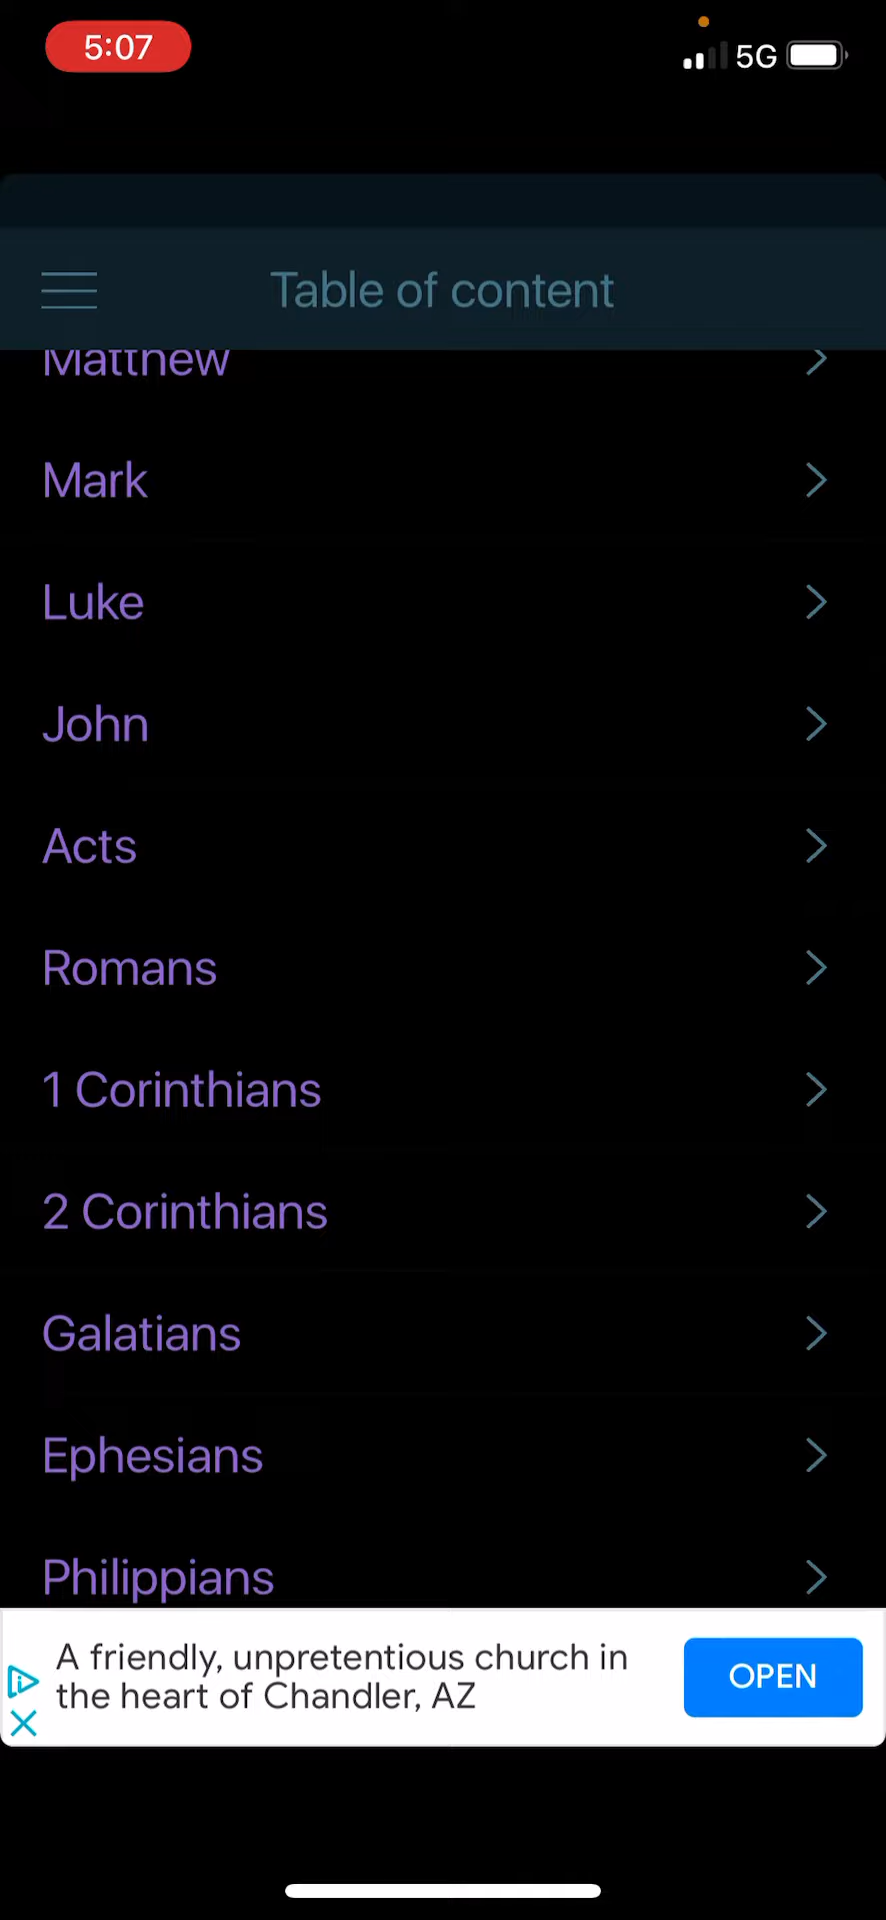 5:07
5G
Table of content
Matthew
Mark
Luke
John
Acts
Romans
1 Corinthians
2 Corinthians
Galatians
Ephesians
Philippians
A friendly, unpretentious church in
the heart of Chandler, AZ
OPEN